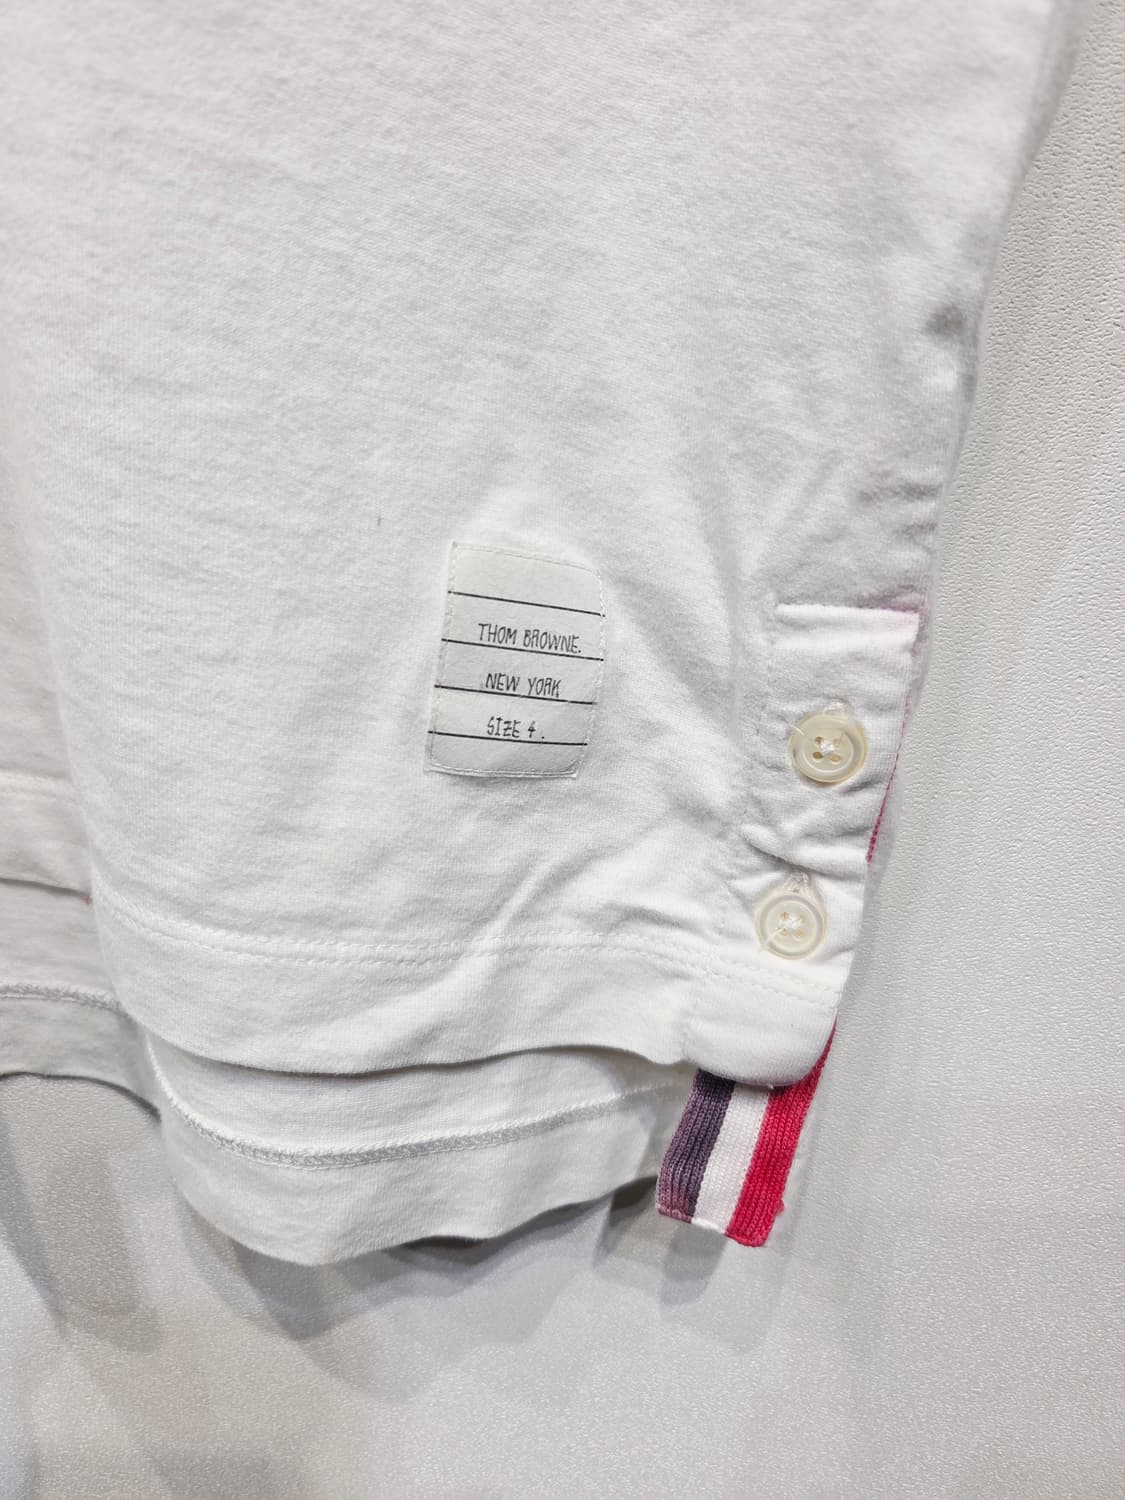 THOM BROWNE.
NEW YORK
SIZE 4.